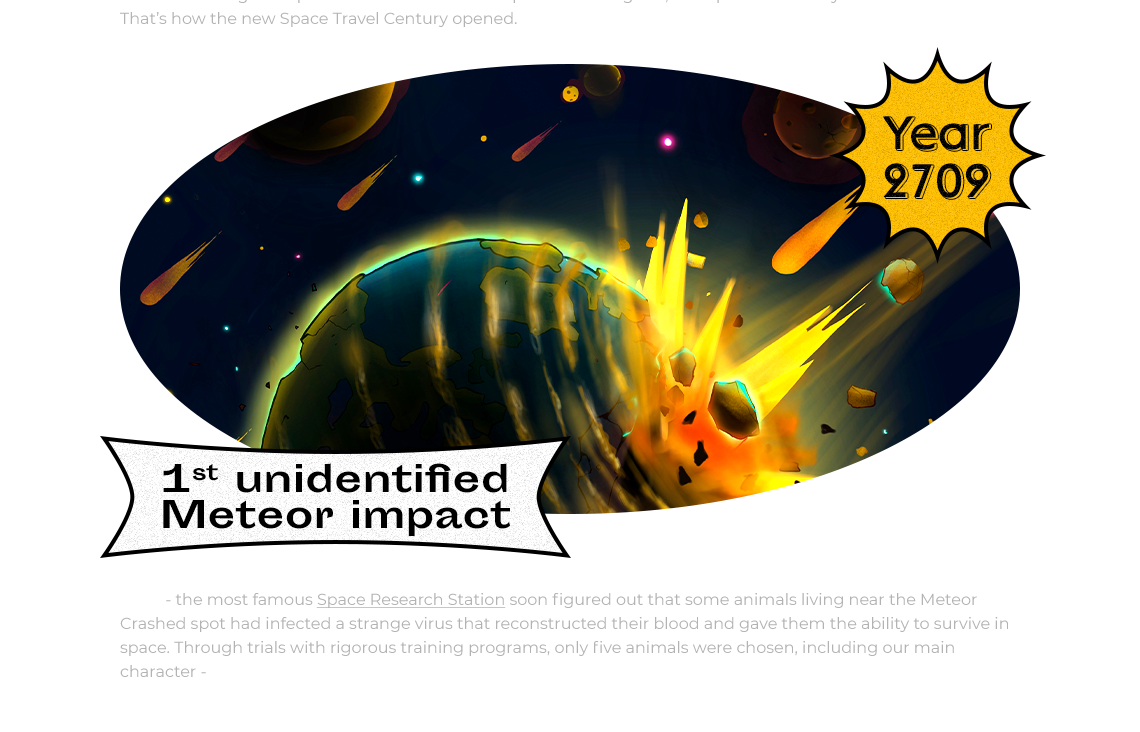 That's how the new Space Travel Century opened.
Year
2709
1st unidentified
Meteor impact
- the most famous Space Research Station soon figured out that some animals living near the Meteor
Crashed spot had infected a strange virus that reconstructed their blood and gave them the ability to survive in
space. Through trials with rigorous training programs, only five animals were chosen, including our main
character -